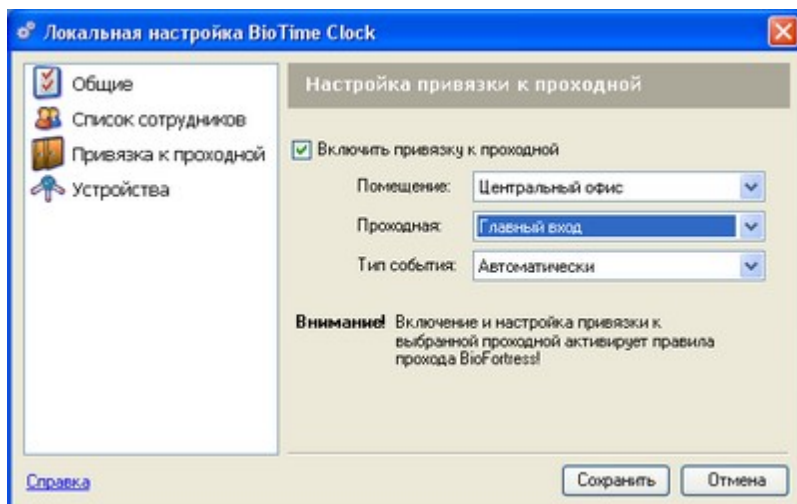 Локальная настройка BioTime Clock
Общие
Список сотрудников
Привязка к проходной
Устройства
Настройка привязки к проходной
Включить привязку к проходной
Помещение: Центральный офис
Проходная: Главный вход
Тип события: Автоматически
Внимание! Включение и настройка привязки к
выбранной проходной активирует правила
прохода BioFortress!
Справка
Сохранить Отмена